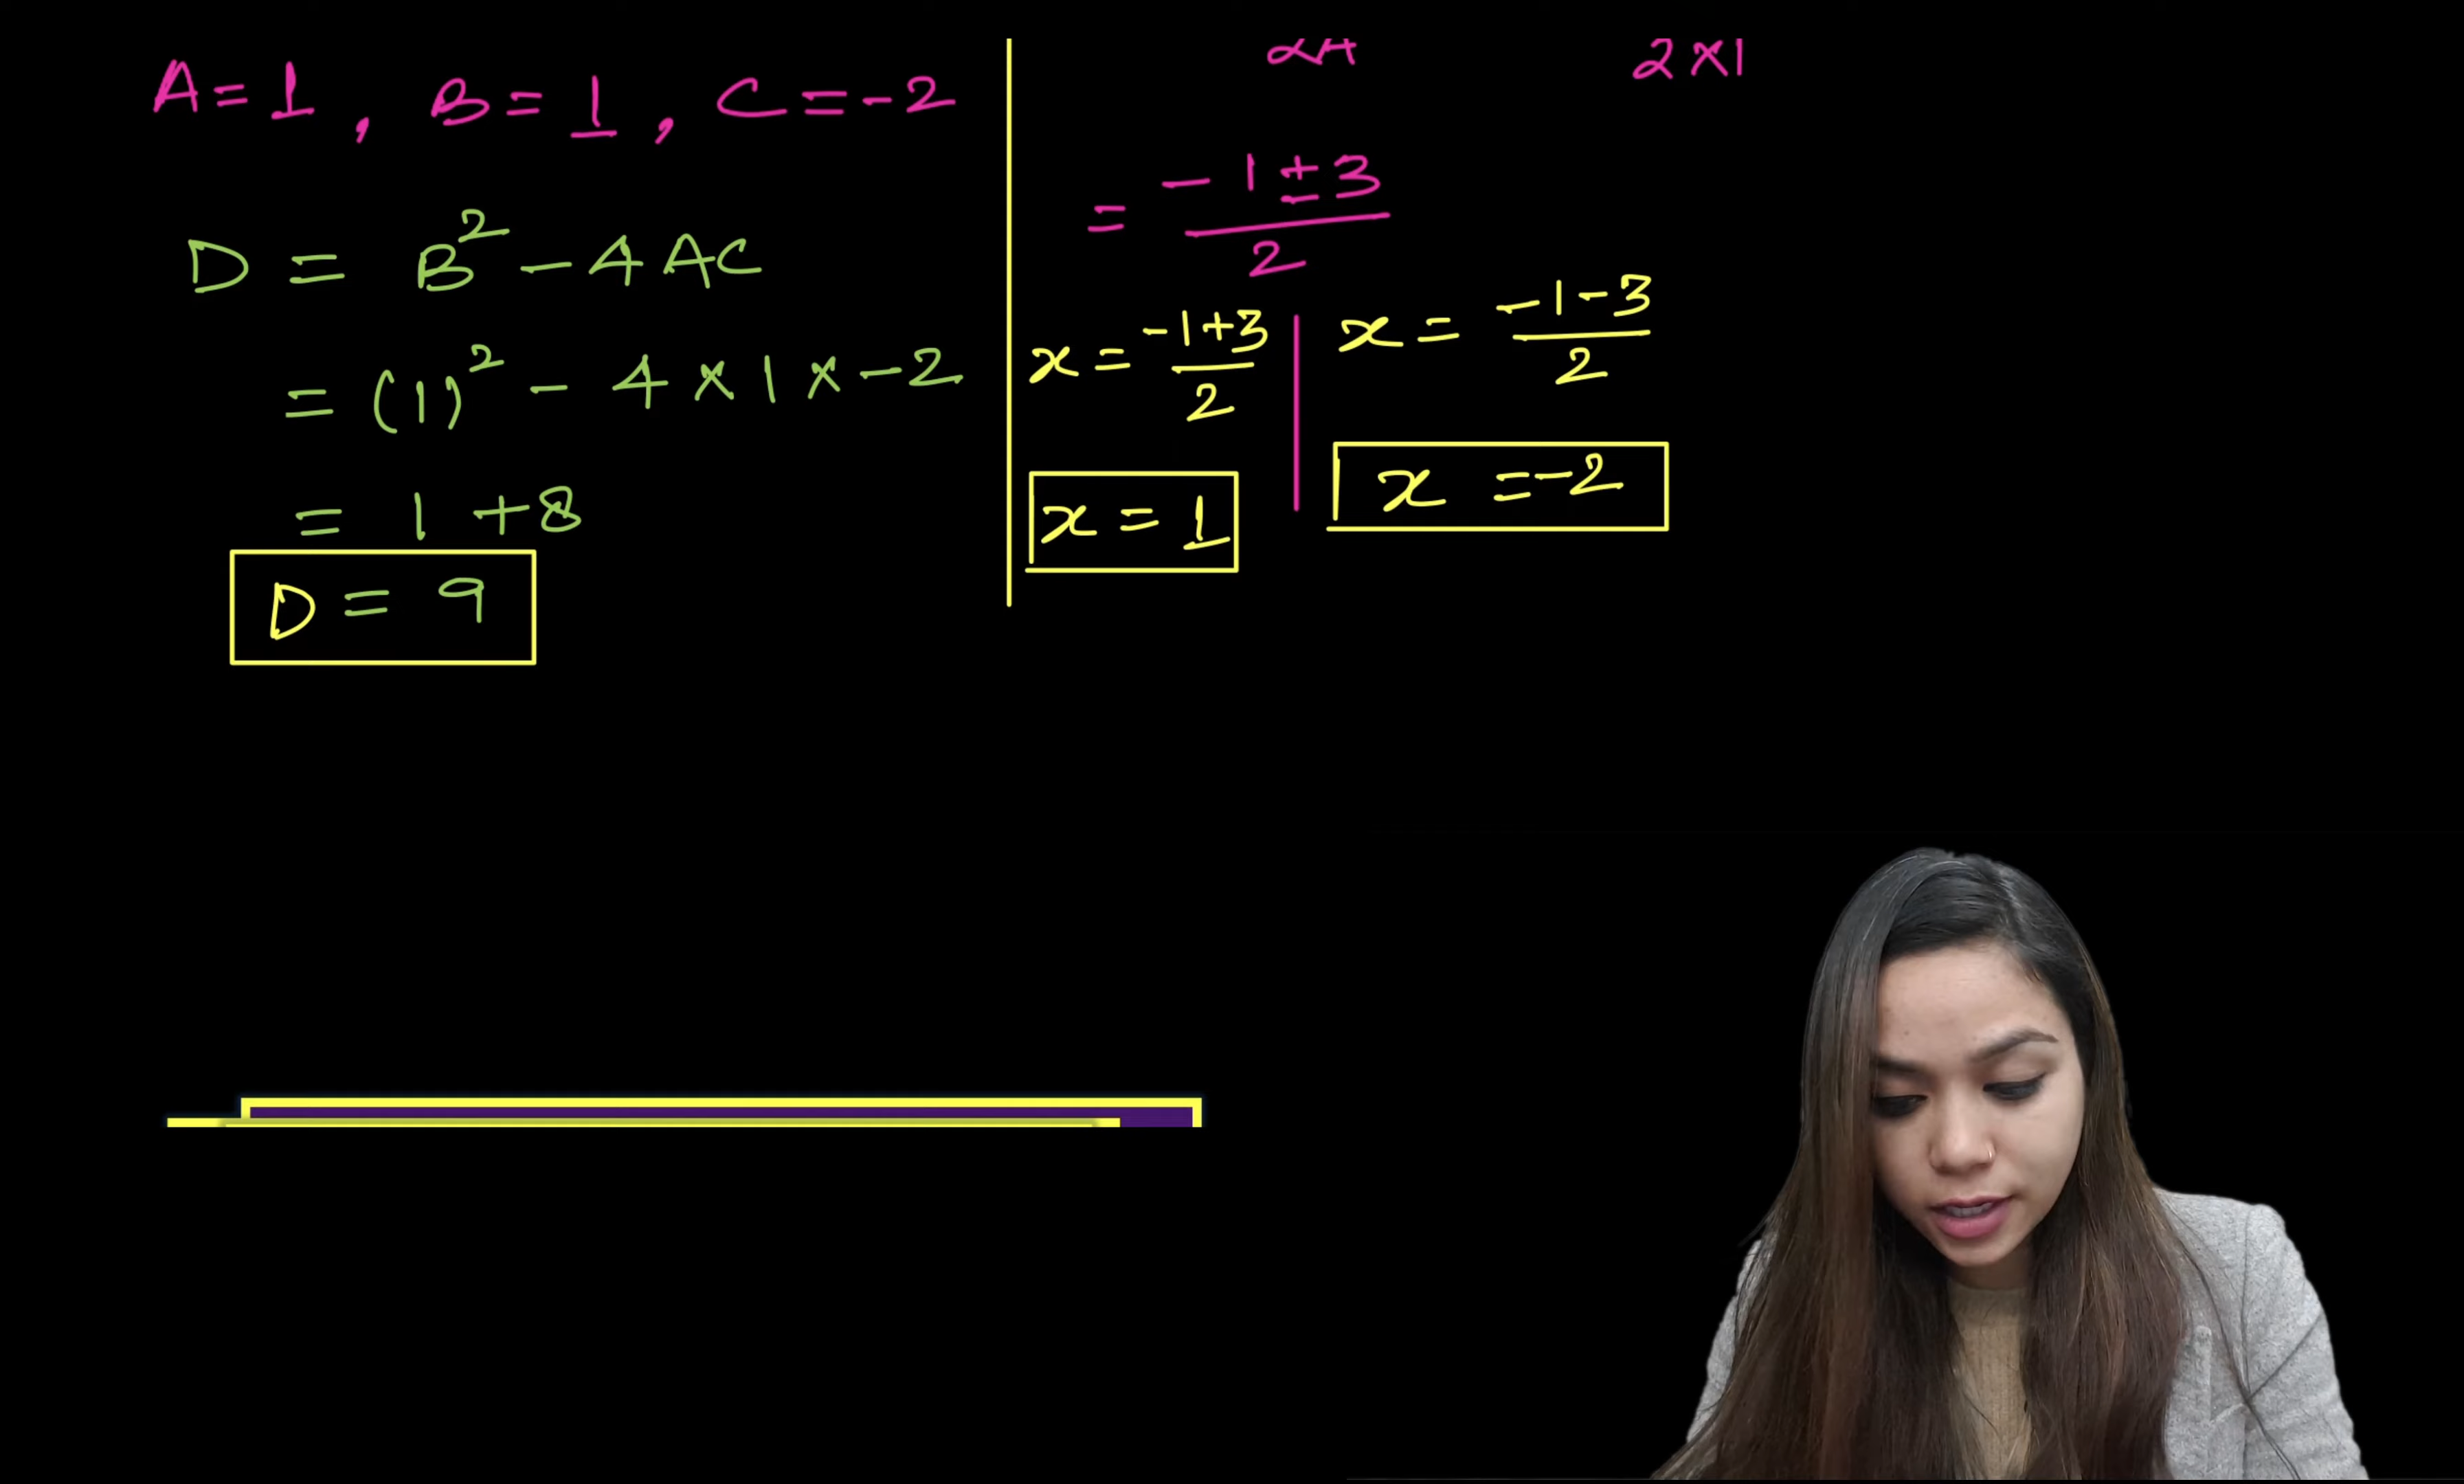 A = 1, B = 1, C = -2
D = B² - 4AC
= (1)² - 4 × 1 × -2
= 1 + 8
D = 9
2A 2×1
= (-1 ± 3)/2
x = (-1+3)/2
x = 1
x = (-1-3)/2
x = -2